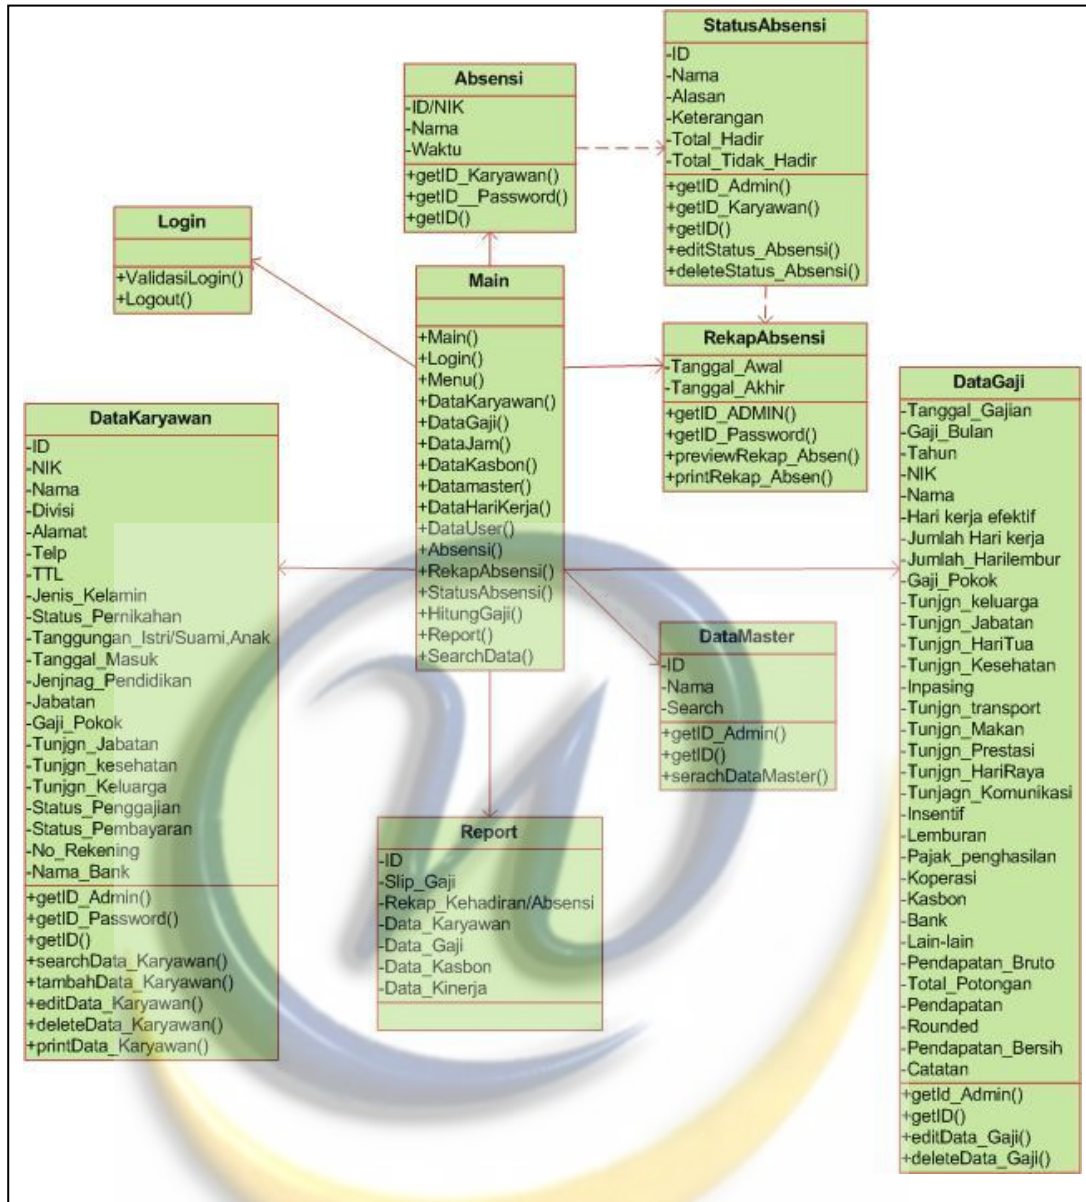 StatusAbsensi
-ID
-Nama
-Alasan
-Keterangan
-Total_Hadir
-Total_Tidak_Hadir
+getID_Admin()
+getID_Karyawan()
+getID()
+editStatus_Absensi()
+deleteStatus_Absensi()
Absensi
-ID/NIK
-Nama
-Waktu
+getID_Karyawan()
+getID__Password()
+getID()
Login
+ValidasiLogin()
+Logout()
Main
+Main()
+Login()
+Menu()
+DataKaryawan()
+DataGaji()
+DataJam()
+DataKasbon()
+Datamaster()
+DataHariKerja()
+DataUser()
+Absensi()
+RekapAbsensi()
+StatusAbsensi()
+HitungGaji()
+Report()
+SearchData()
RekapAbsensi
-Tanggal_Awal
-Tanggal_Akhir
+getID_ADMIN()
+getID_Password()
+previewRekap_Absen()
+printRekap_Absen()
DataKaryawan
-ID
-NIK
-Nama
-Divisi
-Alamat
-Telp
-TTL
-Jenis_Kelamin
-Status_Pernikahan
-Tanggungan_Istri/Suami,Anak
-Tanggal_Masuk
-Jenjnag_Pendidikan
-Jabatan
-Gaji_Pokok
-Tunjgn_Jabatan
-Tunjgn_kesehatan
-Tunjgn_Keluarga
-Status_Penggajian
-Status_Pembayaran
-No_Rekening
-Nama_Bank
+getID_Admin()
+getID_Password()
+getID()
+searchData_Karyawan()
+tambahData_Karyawan()
+editData_Karyawan()
+deleteData_Karyawan()
+printData_Karyawan()
DataMaster
-ID
-Nama
-Search
+getID_Admin()
+getID()
+serachDataMaster()
Report
-ID
-Slip_Gaji
-Rekap_Kehadiran/Absensi
-Data_Karyawan
-Data_Gaji
-Data_Kasbon
-Data_Kinerja
DataGaji
-Tanggal_Gajian
-Gaji_Bulan
-Tahun
-NIK
-Nama
-Hari kerja efektif
-Jumlah Hari kerja
-Jumlah_Harilembur
-Gaji_Pokok
-Tunjgn_keluarga
-Tunjgn_Jabatan
-Tunjgn_HariTua
-Tunjgn_Kesehatan
-Inpasing
-Tunjgn_transport
-Tunjgn_Makan
-Tunjgn_Prestasi
-Tunjgn_HariRaya
-Tunjagn_Komunikasi
-Insentif
-Lemburan
-Pajak_penghasilan
-Koperasi
-Kasbon
-Bank
-Lain-lain
-Pendapatan_Bruto
-Total_Potongan
-Pendapatan
-Rounded
-Pendapatan_Bersih
-Catatan
+getId_Admin()
+getID()
+editData_Gaji()
+deleteData_Gaji()